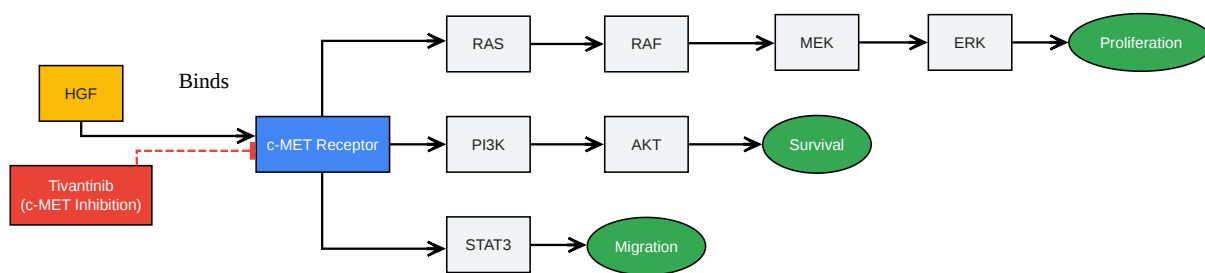 RAS
RAF
MEK
ERK
Proliferation
Binds
HGF
c-MET Receptor
PI3K
AKT
Survival
Tivantinib
(c-MET Inhibition)
STAT3
Migration